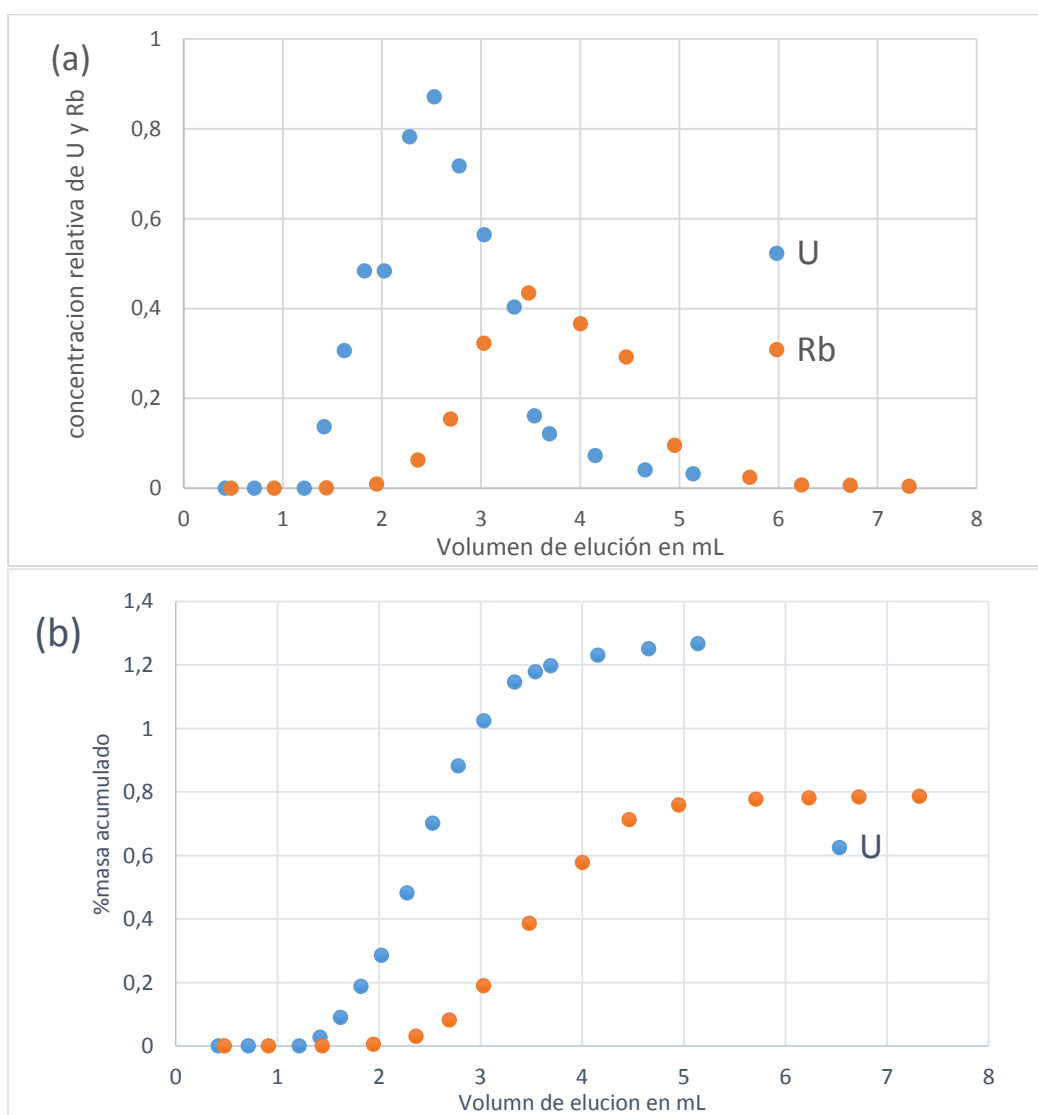 (a)
concentracion relativa de U y Rb
1
0,8
0,6
0,4
0,2
0
0 1 2 3 4 5 6 7 8
Volumen de elución en mL
U
Rb
(b)
%masa acumulado
1,4
1,2
1
0,8
0,6
0,4
0,2
0
0 1 2 3 4 5 6 7 8
Volumn de elucion en mL
U